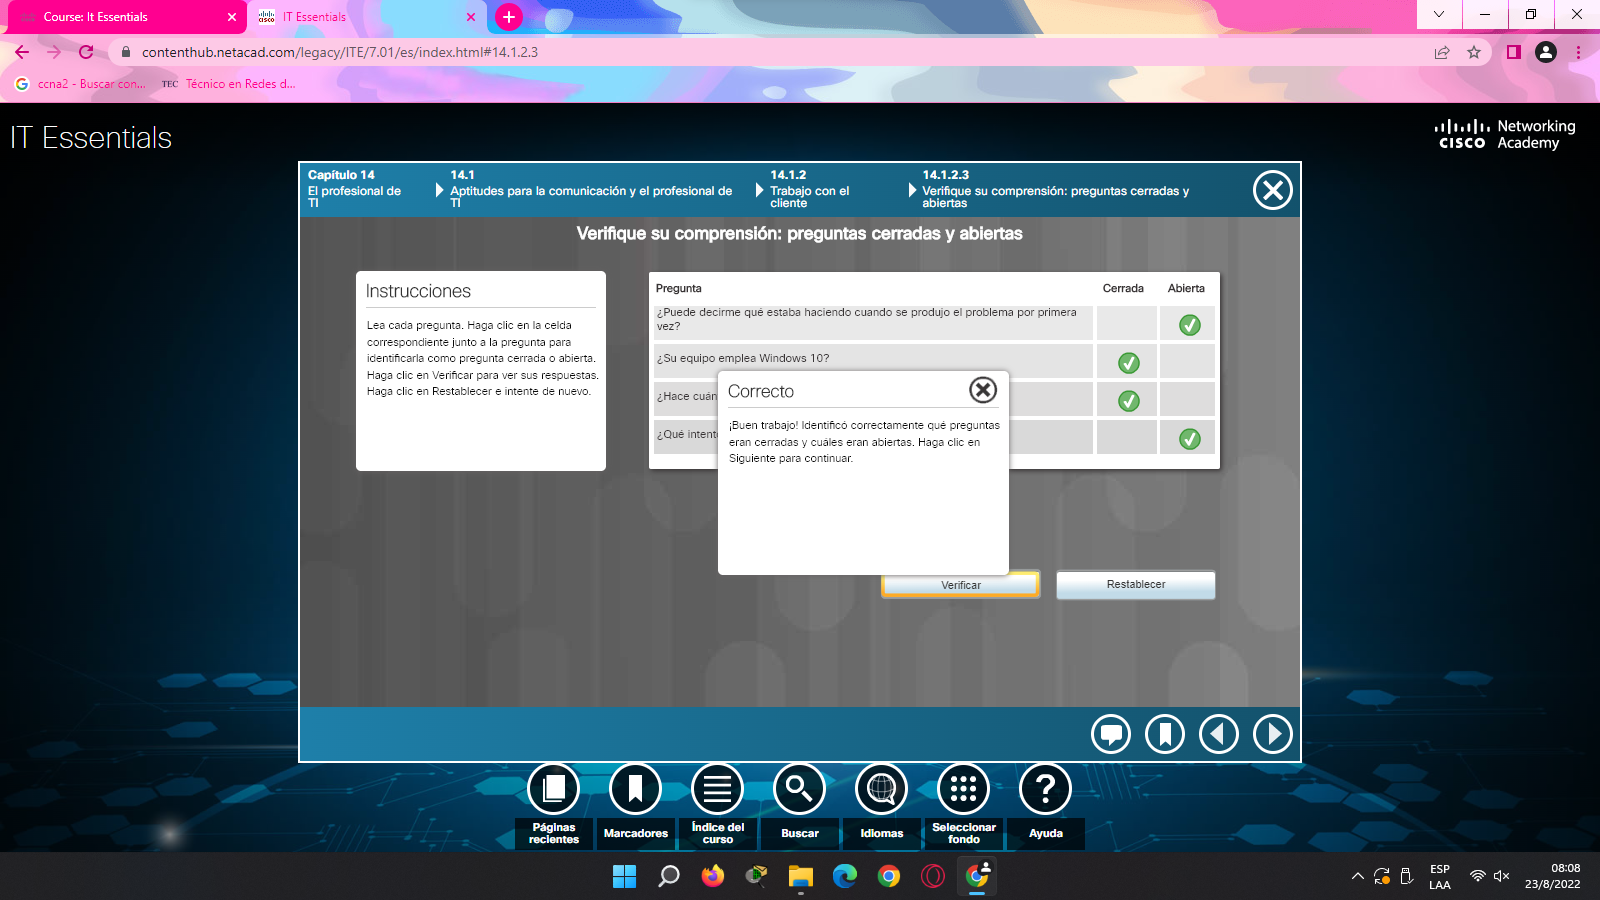 Course: It Essentials
IT Essentials
contenthub.netacad.com/legacy/ITE/7.01/es/index.html#14.1.2.3
ccna2 - Buscar con...
TEC Técnico en Redes d...
IT Essentials
CISCO Networking Academy
Capítulo 14
El profesional de
TI
14.1
Aptitudes para la comunicación y el profesional de
TI
14.1.2
Trabajo con el
cliente
14.1.2.3
Verifique su comprensión: preguntas cerradas y
abiertas
Verifique su comprensión: preguntas cerradas y abiertas
Instrucciones
Lea cada pregunta. Haga clic en la celda
correspondiente junto a la pregunta para
identificarla como pregunta cerrada o abierta.
Haga clic en Verificar para ver sus respuestas.
Haga clic en Restablecer e intente de nuevo.
Pregunta Cerrada Abierta
¿Puede decirme qué estaba haciendo cuando se produjo el problema por primera
vez?
¿Su equipo emplea Windows 10?
¿Hace cuán
¿Qué intent
Correcto
¡Buen trabajo! Identificó correctamente qué preguntas
eran cerradas y cuáles eran abiertas. Haga clic en
Siguiente para continuar.
Verificar
Restablecer
Páginas
recientes
Marcadores
Índice del
curso
Buscar
Idiomas
Seleccionar
fondo
Ayuda
ESP
LAA
08:08
23/8/2022